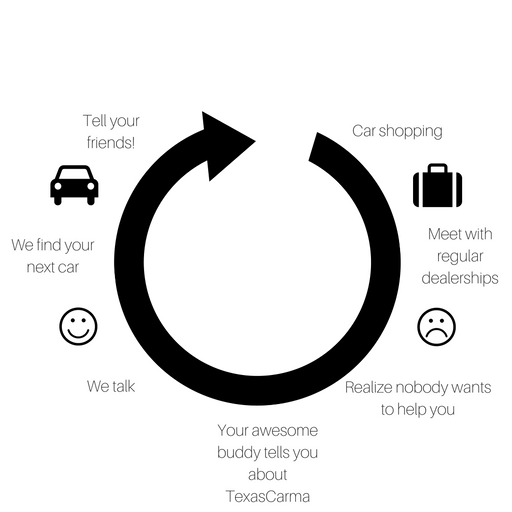 Car shopping
Meet with
regular
dealerships
Realize nobody wants
to help you
Your awesome
buddy tells you
about
TexasCarma
We talk
We find your
next car
Tell your
friends!